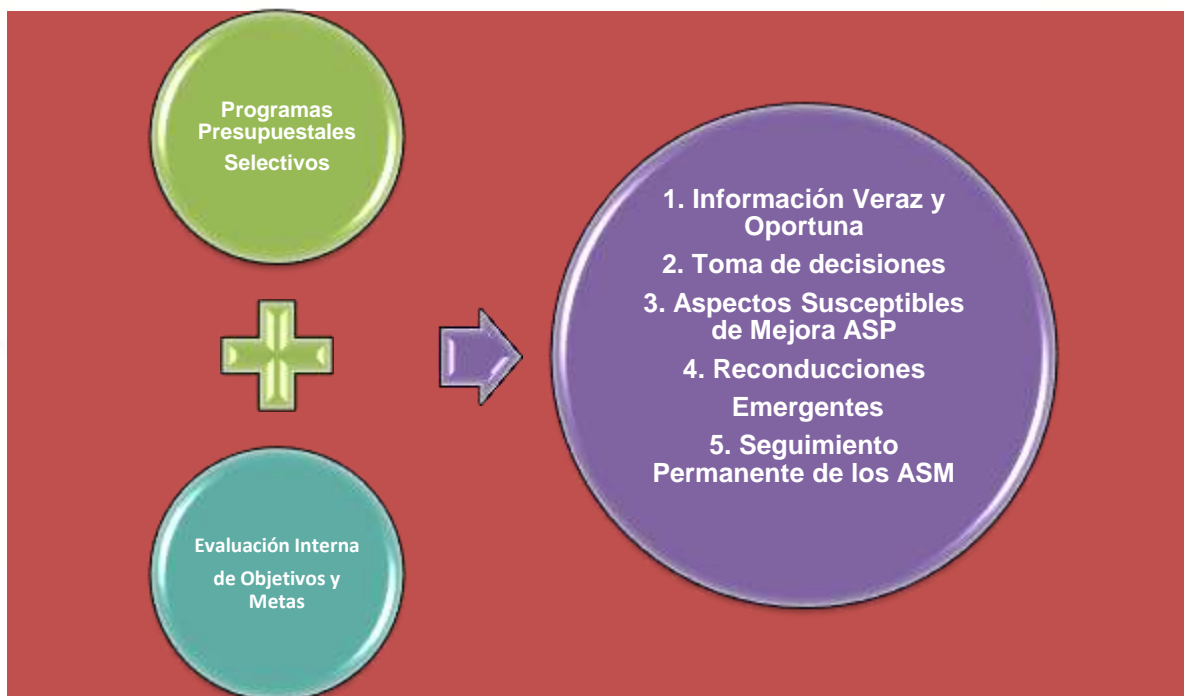 Programas
Presupuestales
Selectivos
Evaluación Interna
de Objetivos y
Metas
1. Información Veraz y
Oportuna
2. Toma de decisiones
3. Aspectos Susceptibles
de Mejora ASP
4. Reconducciones
Emergentes
5. Seguimiento
Permanente de los ASM